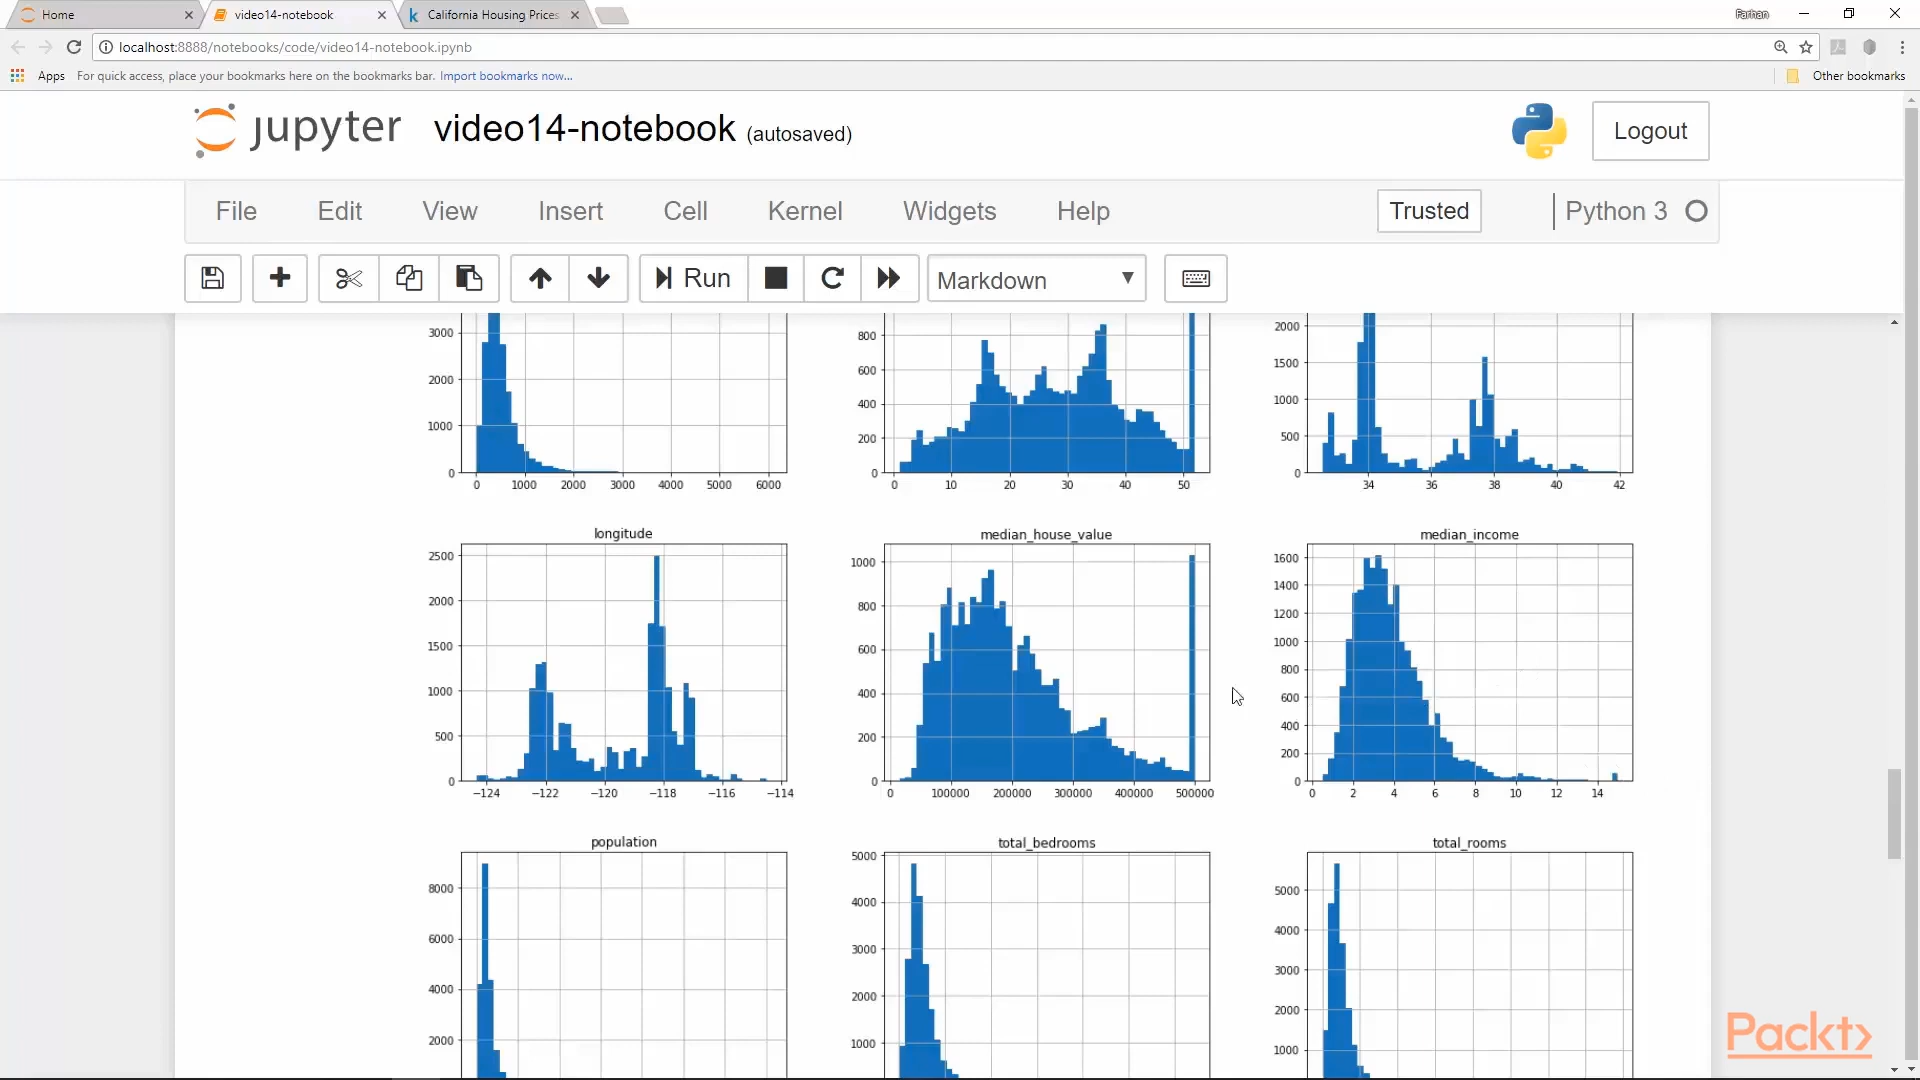 Home
video14-notebook
California Housing Prices
Farhan
localhost:8888/notebooks/code/video14-notebook.ipynb
Apps For quick access, place your bookmarks here on the bookmarks bar. Import bookmarks now... Other bookmarks
jupyter video14-notebook (autosaved) Logout
File Edit View Insert Cell Kernel Widgets Help Trusted Python 3
Run Markdown
3000
2000
1000
0
0 1000 2000 3000 4000 5000 6000
800
600
400
200
0
0 10 20 30 40 50
2000
1500
1000
500
0
34 36 38 40 42
longitude
2500
2000
1500
1000
500
0
−124 −122 −120 −118 −116 −114
median_house_value
1000
800
600
400
200
0
0 100000 200000 300000 400000 500000
median_income
1600
1400
1200
1000
800
600
400
200
0
0 2 4 6 8 10 12 14
population
8000
6000
4000
2000
total_bedrooms
5000
4000
3000
2000
1000
total_rooms
5000
4000
3000
2000
1000
Packt>